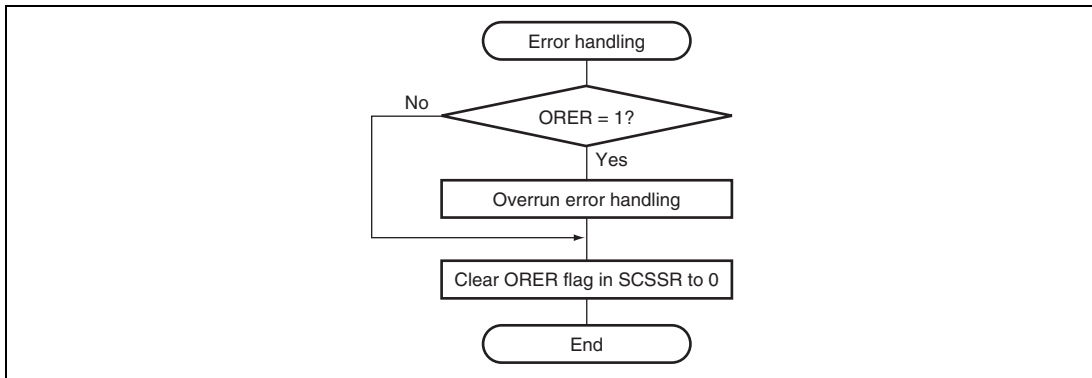 Error handling
No
ORER = 1?
Yes
Overrun error handling
Clear ORER flag in SCSSR to 0
End